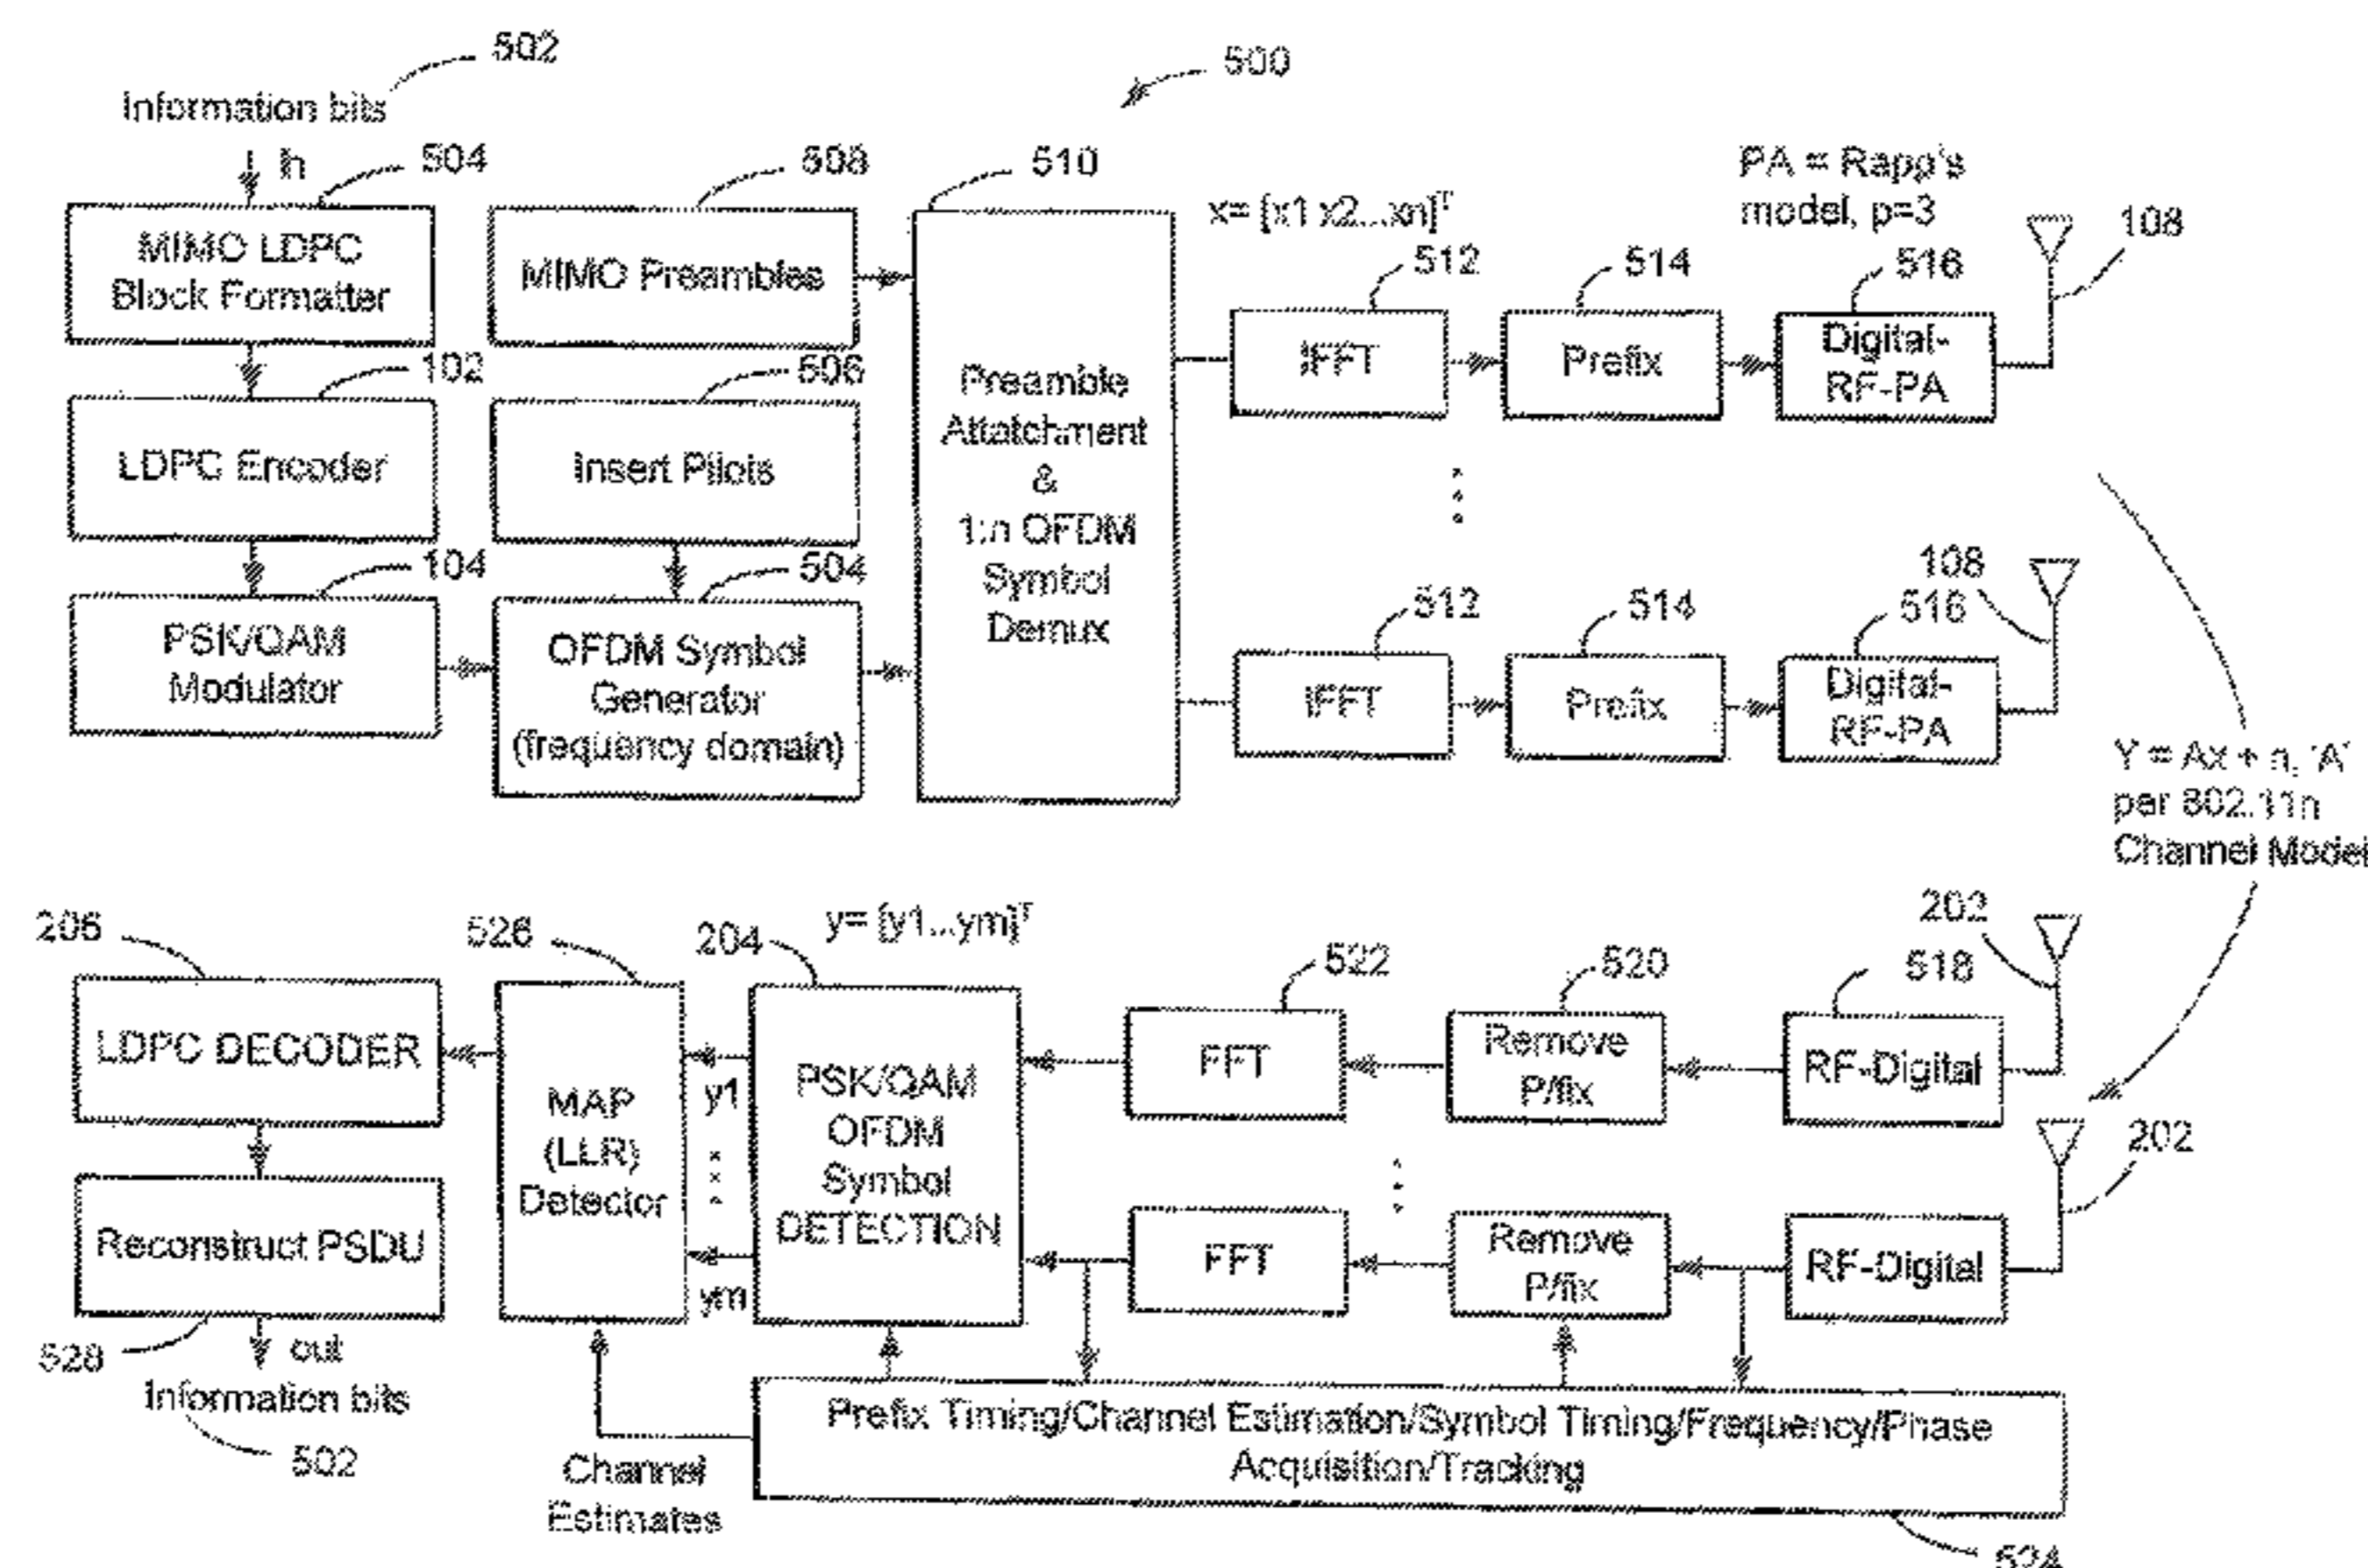 502
500
Information bits
In
504
508
510
PA = Rapp's
model, p=3
x= [x1 x2...xn]T
108
MIMO LDPC
Block Formatter
MIMO Preambles
512
514
516
102
506
IFFT
Prefix
Digital-
RF-PA
Preamble
Attatchment
&
1:n OFDM
Symbol
Demux
LDPC Encoder
Insert Pilots
104
504
108
512
514
516
PSK/QAM
Modulator
OFDM Symbol
Generator
(frequency domain)
IFFT
Prefix
Digital-
RF-PA
Y = Ax + n, 'A'
per 802.11n
Channel Model
206
526
204
y= [y1...ym]T
522
520
202
518
LDPC DECODER
MAP
(LLR)
Detector
y1
ym
PSK/QAM
OFDM
Symbol
DETECTION
FFT
Remove
P/fix
RF-Digital
202
Reconstruct PSDU
FFT
Remove
P/fix
RF-Digital
528
out
Information bits
502
Channel
Estimates
Prefix Timing/Channel Estimation/Symbol Timing/Frequency/Phase
Acquisition/Tracking
524